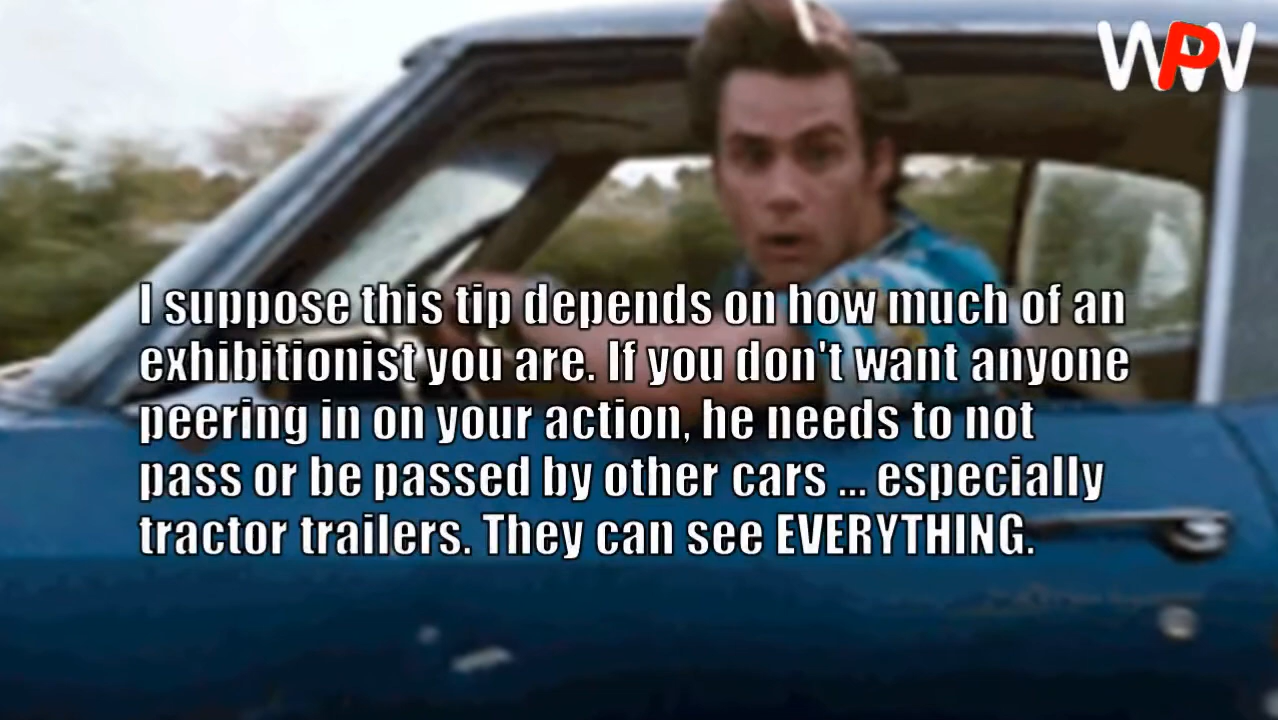 WPW
I suppose this tip depends on how much of an
exhibitionist you are. If you don't want anyone
peering in on your action, he needs to not
pass or be passed by other cars ... especially
tractor trailers. They can see EVERYTHING.